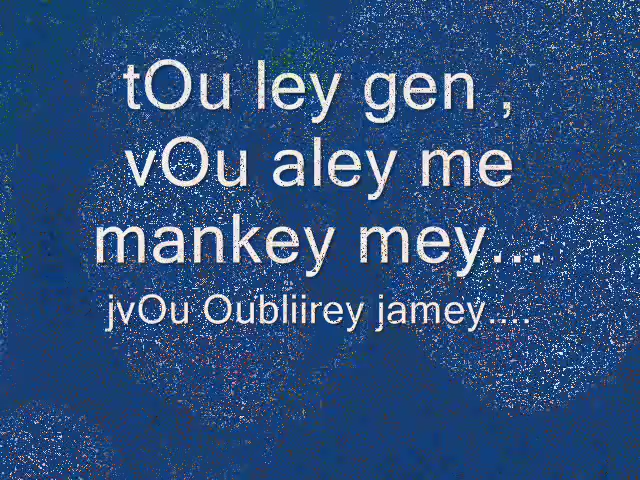 tOu ley gen ,
vOu aley me
mankey mey...
jvOu Oubliirey jamey....